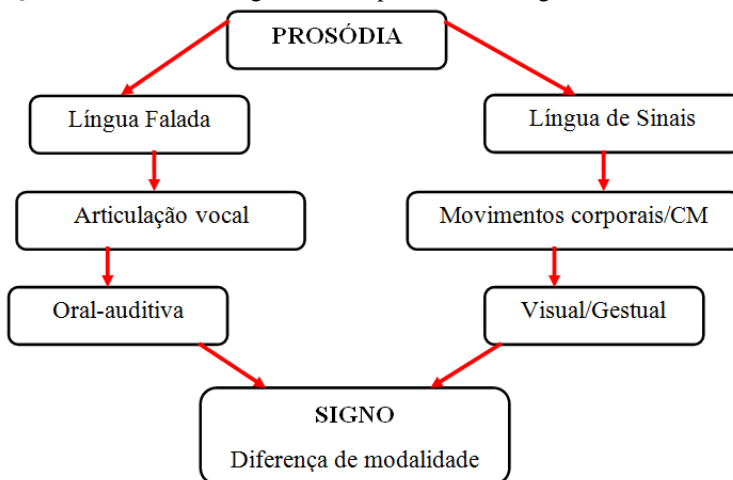 PROSÓDIA
Língua Falada
Língua de Sinais
Articulação vocal
Movimentos corporais/CM
Oral-auditiva
Visual/Gestual
SIGNO
Diferença de modalidade